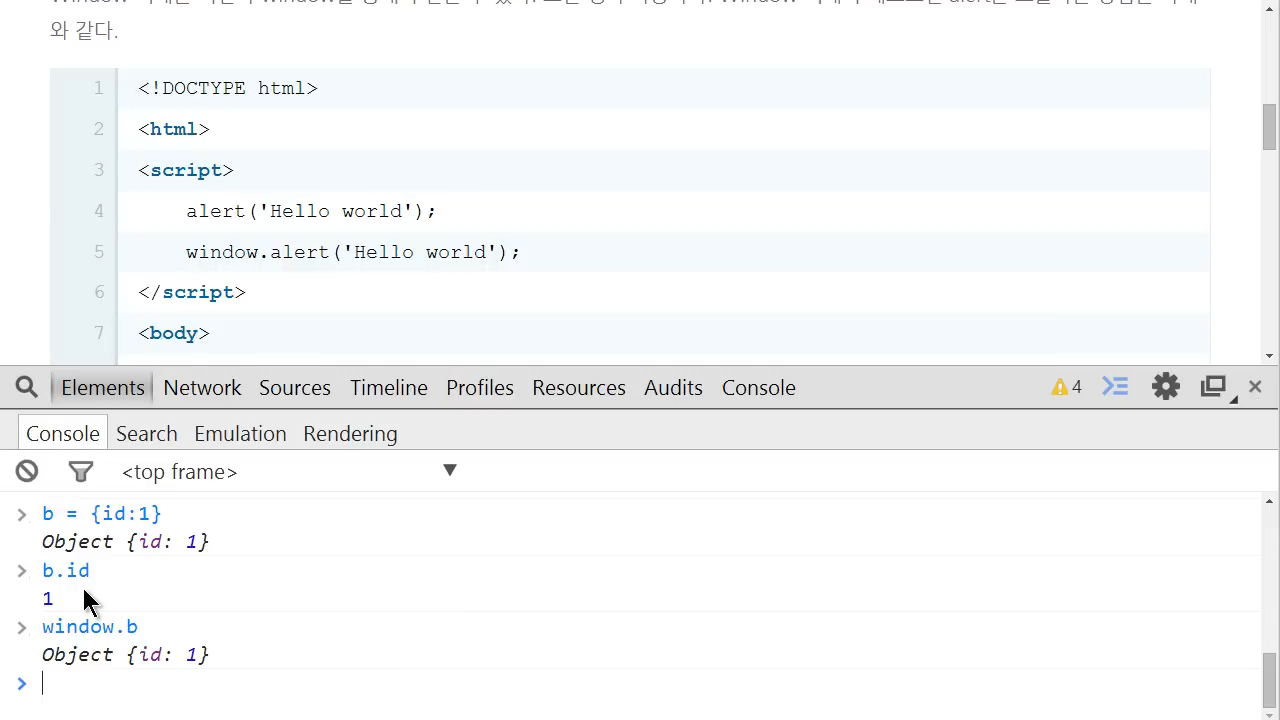 와 같다.
1 <!DOCTYPE html>
2 <html>
3 <script>
4 alert('Hello world');
5 window.alert('Hello world');
6 </script>
7 <body>
Elements Network Sources Timeline Profiles Resources Audits Console 4
Console Search Emulation Rendering
<top frame>
> b = {id:1}
Object {id: 1}
> b.id
1
> window.b
Object {id: 1}
>